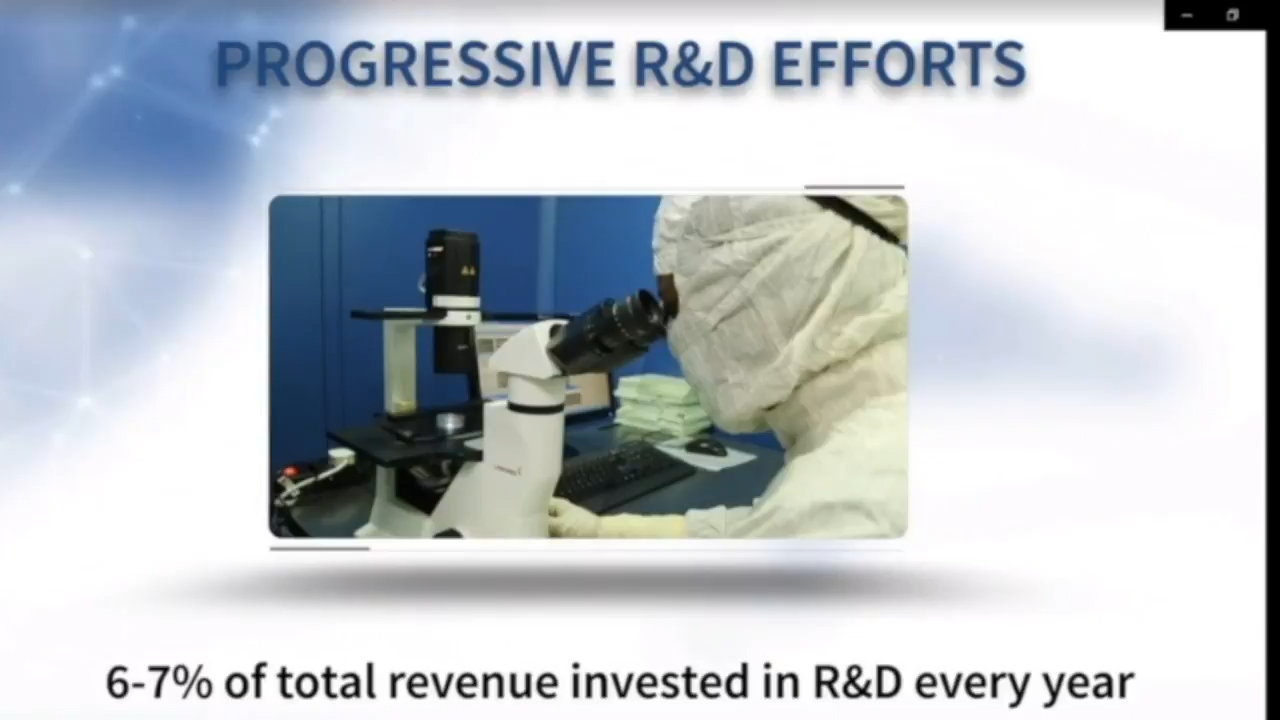 PROGRESSIVE R&D EFFORTS
6-7% of total revenue invested in R&D every year